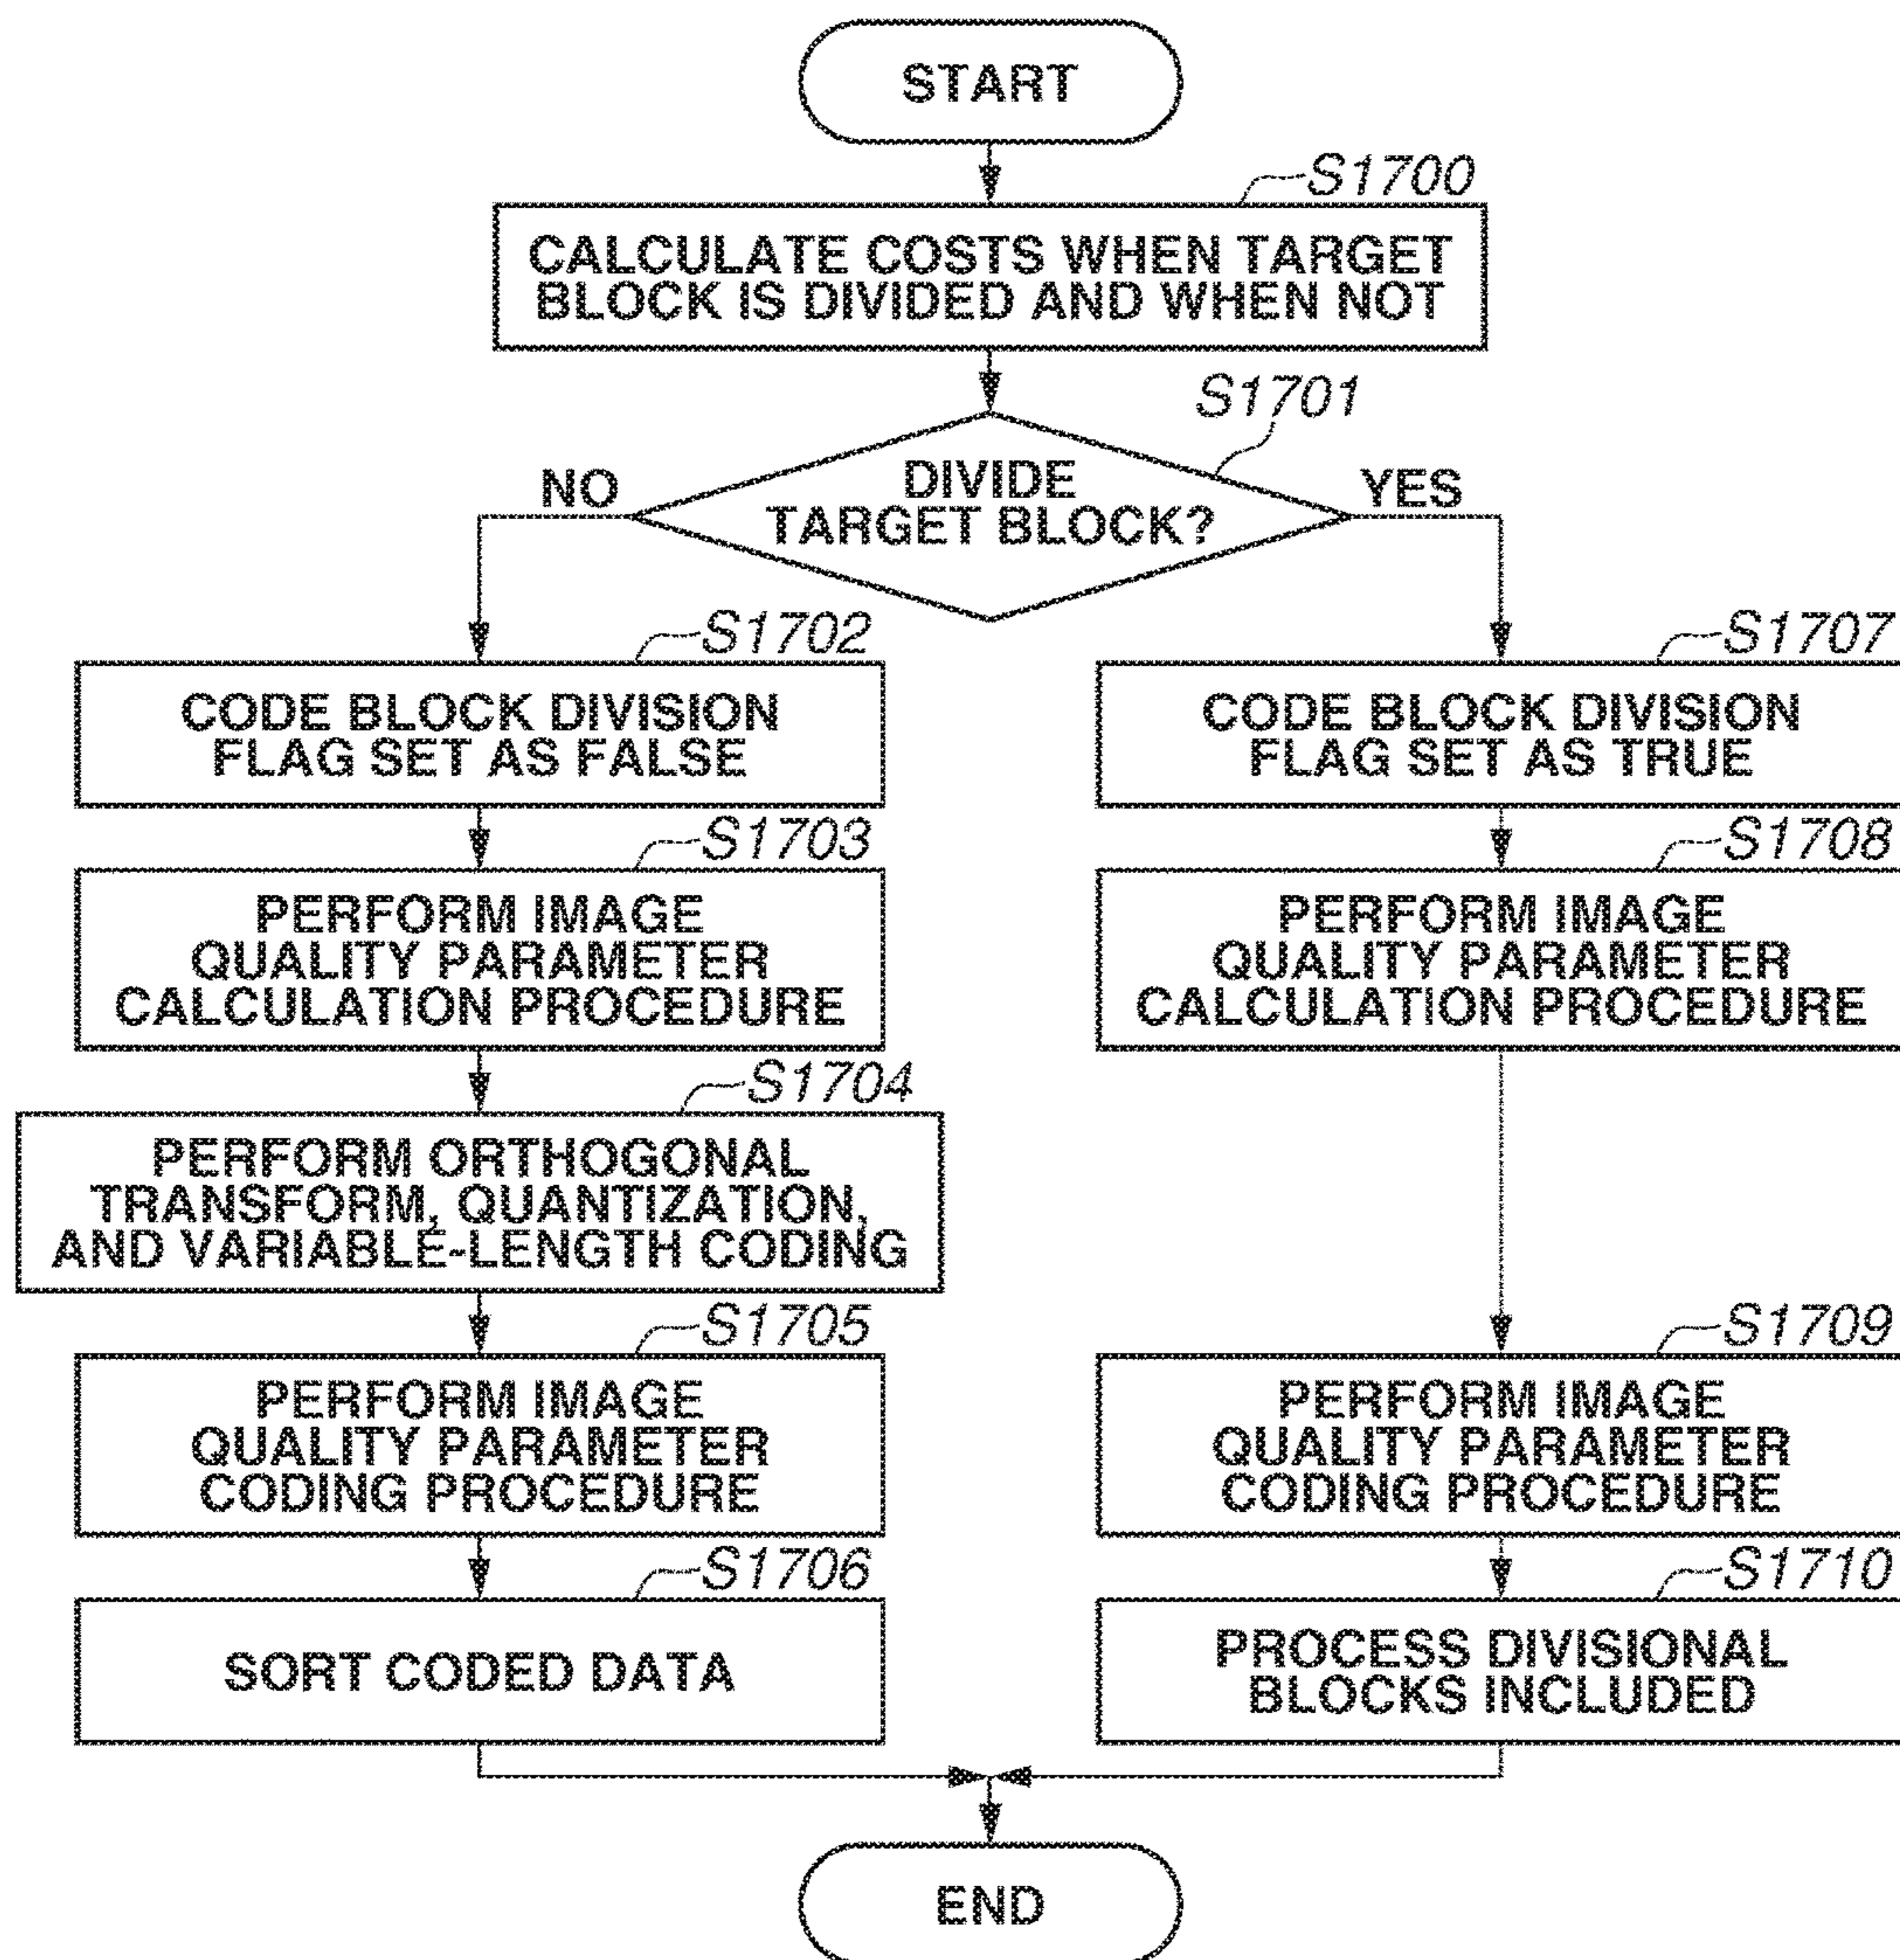 START
S1700
CALCULATE COSTS WHEN TARGET
BLOCK IS DIVIDED AND WHEN NOT
S1701
DIVIDE
TARGET BLOCK?
NO
YES
S1702
CODE BLOCK DIVISION
FLAG SET AS FALSE
S1703
PERFORM IMAGE
QUALITY PARAMETER
CALCULATION PROCEDURE
S1704
PERFORM ORTHOGONAL
TRANSFORM, QUANTIZATION,
AND VARIABLE-LENGTH CODING
S1705
PERFORM IMAGE
QUALITY PARAMETER
CODING PROCEDURE
S1706
SORT CODED DATA
S1707
CODE BLOCK DIVISION
FLAG SET AS TRUE
S1708
PERFORM IMAGE
QUALITY PARAMETER
CALCULATION PROCEDURE
S1709
PERFORM IMAGE
QUALITY PARAMETER
CODING PROCEDURE
S1710
PROCESS DIVISIONAL
BLOCKS INCLUDED
END